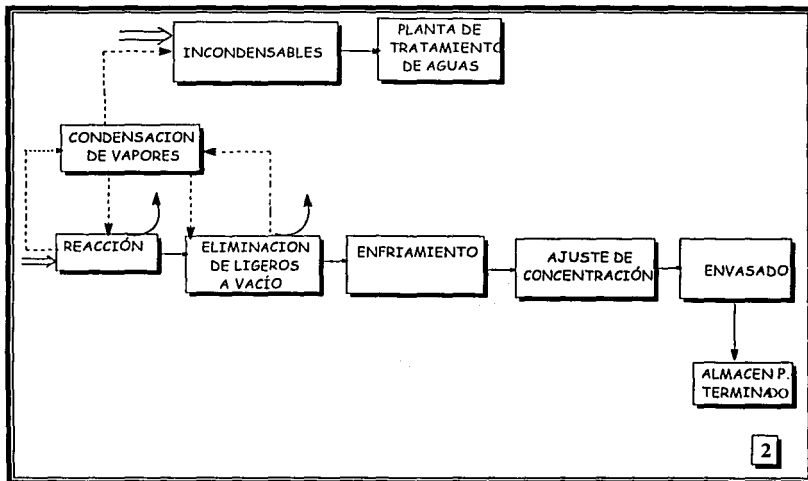 INCONDENSABLES
PLANTA DE
TRATAMIENTO
DE AGUAS
CONDENSACION
DE VAPORES
REACCIÓN
ELIMINACION
DE LIGEROS
A VACÍO
ENFRIAMIENTO
AJUSTE DE
CONCENTRACIÓN
ENVASADO
ALMACEN P.
TERMINADO
2